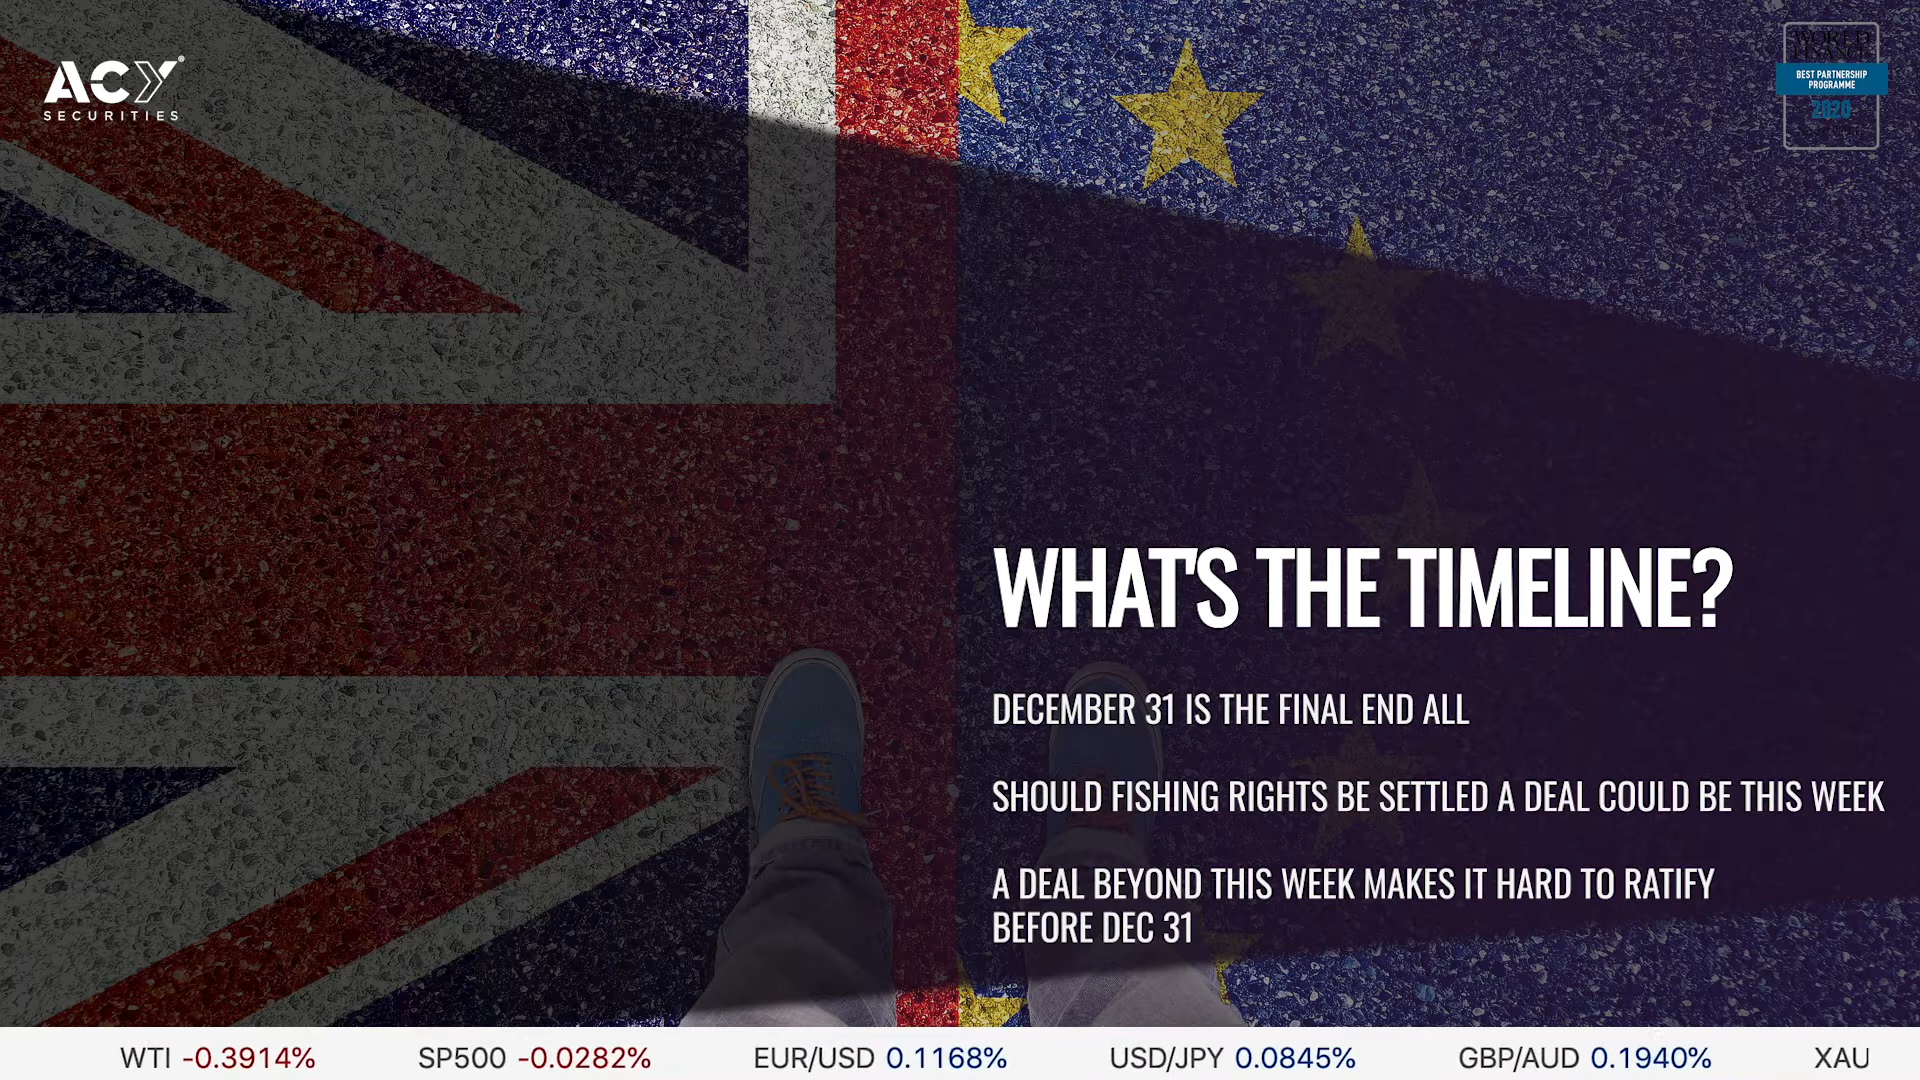 ACY
SECURITIES
WORLD
FINANCE
BEST PARTNERSHIP
PROGRAMME
2020
WHAT'S THE TIMELINE?
DECEMBER 31 IS THE FINAL END ALL
SHOULD FISHING RIGHTS BE SETTLED A DEAL COULD BE THIS WEEK
A DEAL BEYOND THIS WEEK MAKES IT HARD TO RATIFY
BEFORE DEC 31
WTI -0.3914% SP500 -0.0282% EUR/USD 0.1168% USD/JPY 0.0845% GBP/AUD 0.1940% XAU